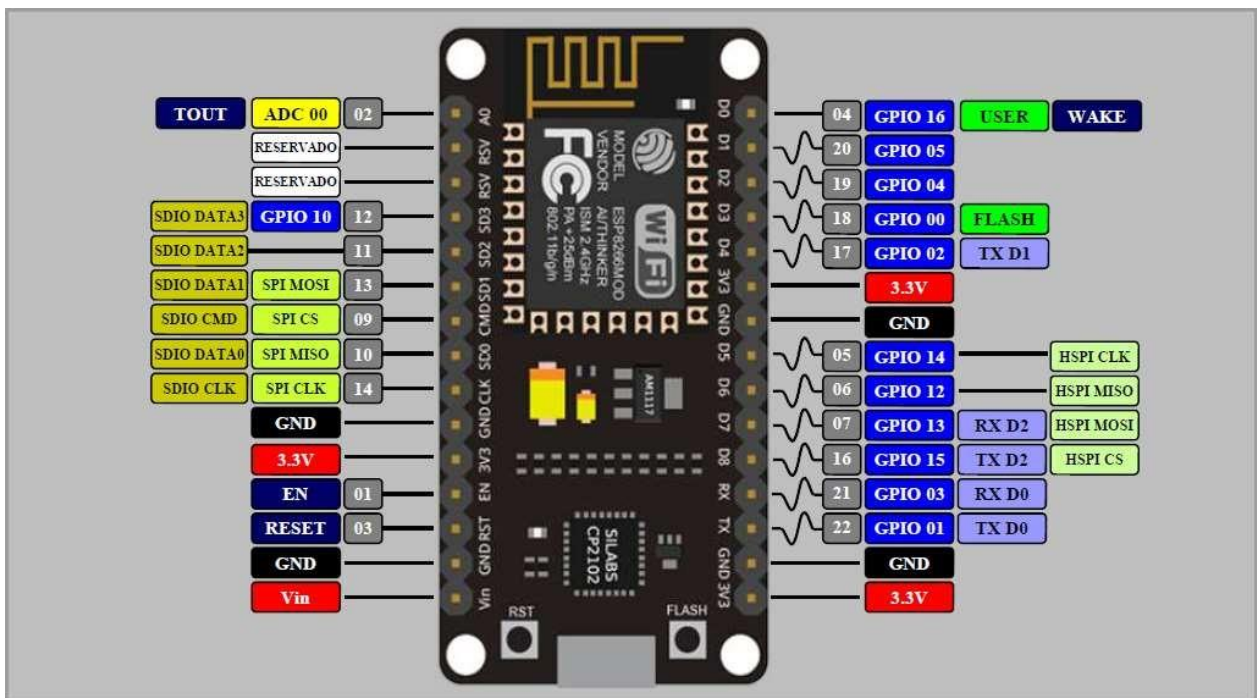 TOUT ADC 00 02 A0
RESERVADO RSV
RESERVADO RSV
SDIO DATA3 GPIO 10 12 SD3
SDIO DATA2 11 SD2
SDIO DATA1 SPI MOSI 13 SD1
SDIO CMD SPI CS 09 CMD
SDIO DATA0 SPI MISO 10 SD0
SDIO CLK SPI CLK 14 CLK
GND GND
3.3V 3V3
EN 01 EN
RESET 03 RST
GND GND
Vin Vin
MODEL ESP8266MOD
VENDOR AI/THINKER
ISM 2.4GHz
PA +25dBm
802.11b/g/n
FC
WiFi
AM1117
SILABS
CP2102
RST
FLASH
D0 04 GPIO 16 USER WAKE
D1 20 GPIO 05
D2 19 GPIO 04
D3 18 GPIO 00 FLASH
D4 17 GPIO 02 TX D1
3V3 3.3V
GND GND
D5 05 GPIO 14 HSPI CLK
D6 06 GPIO 12 HSPI MISO
D7 07 GPIO 13 RX D2 HSPI MOSI
D8 16 GPIO 15 TX D2 HSPI CS
RX 21 GPIO 03 RX D0
TX 22 GPIO 01 TX D0
GND GND
3V3 3.3V